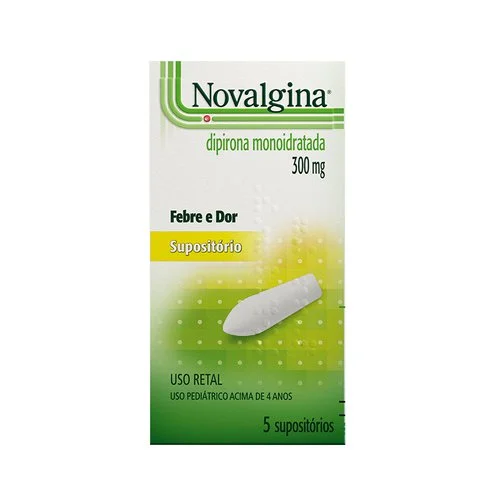 Novalgina®
dipirona monoidratada
300 mg
Febre e Dor
Supositório
USO RETAL
USO PEDIÁTRICO ACIMA DE 4 ANOS
5 supositórios